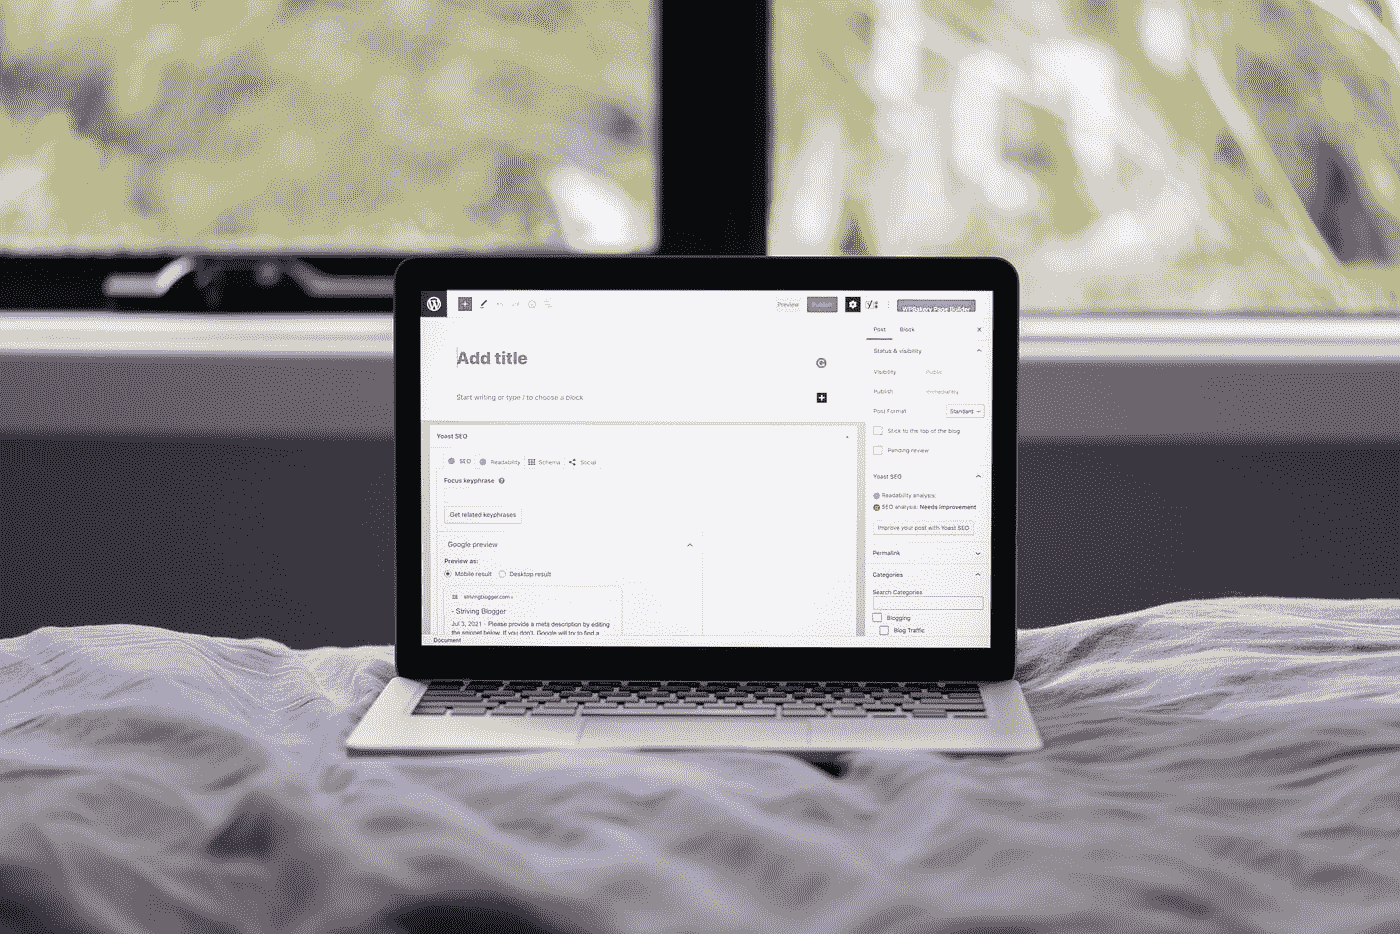 Preview
Publish
WPBakery Page Builder
Post Block
Add title
Start writing or type / to choose a block
Status & visibility
Visibility Public
Publish Immediately
Post Format Standard
Stick to the top of the blog
Pending review
Yoast SEO
SEO Readability Schema Social
Focus keyphrase
Get related keyphrases
Google preview
Preview as:
Mobile result Desktop result
strivingblogger.com ›
- Striving Blogger
Jul 3, 2021 - Please provide a meta description by editing
the snippet below. If you don't, Google will try to find a
Document
Yoast SEO
Readability analysis:
SEO analysis: Needs improvement
Improve your post with Yoast SEO
Permalink
Categories
Search Categories
Blogging
Blog Traffic